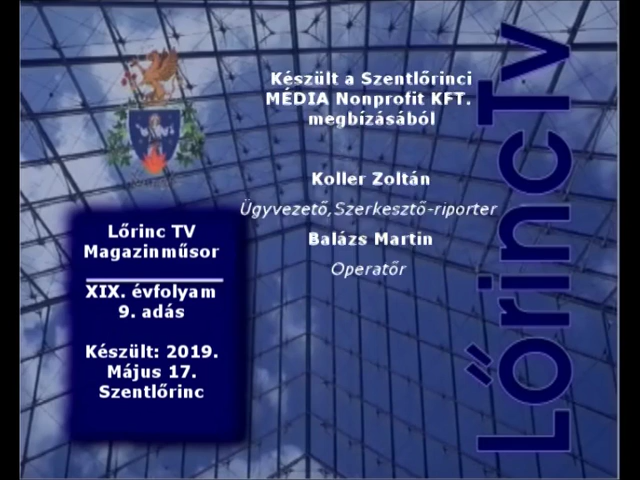 Készült a Szentlőrinci
MÉDIA Nonprofit KFT.
megbízásából
Koller Zoltán
Ügyvezető,Szerkesztő-riporter
Balázs Martin
Operatőr
Lőrinc TV
Magazinműsor
XIX. évfolyam
9. adás
Készült: 2019.
Május 17.
Szentlőrinc
LőrincTv